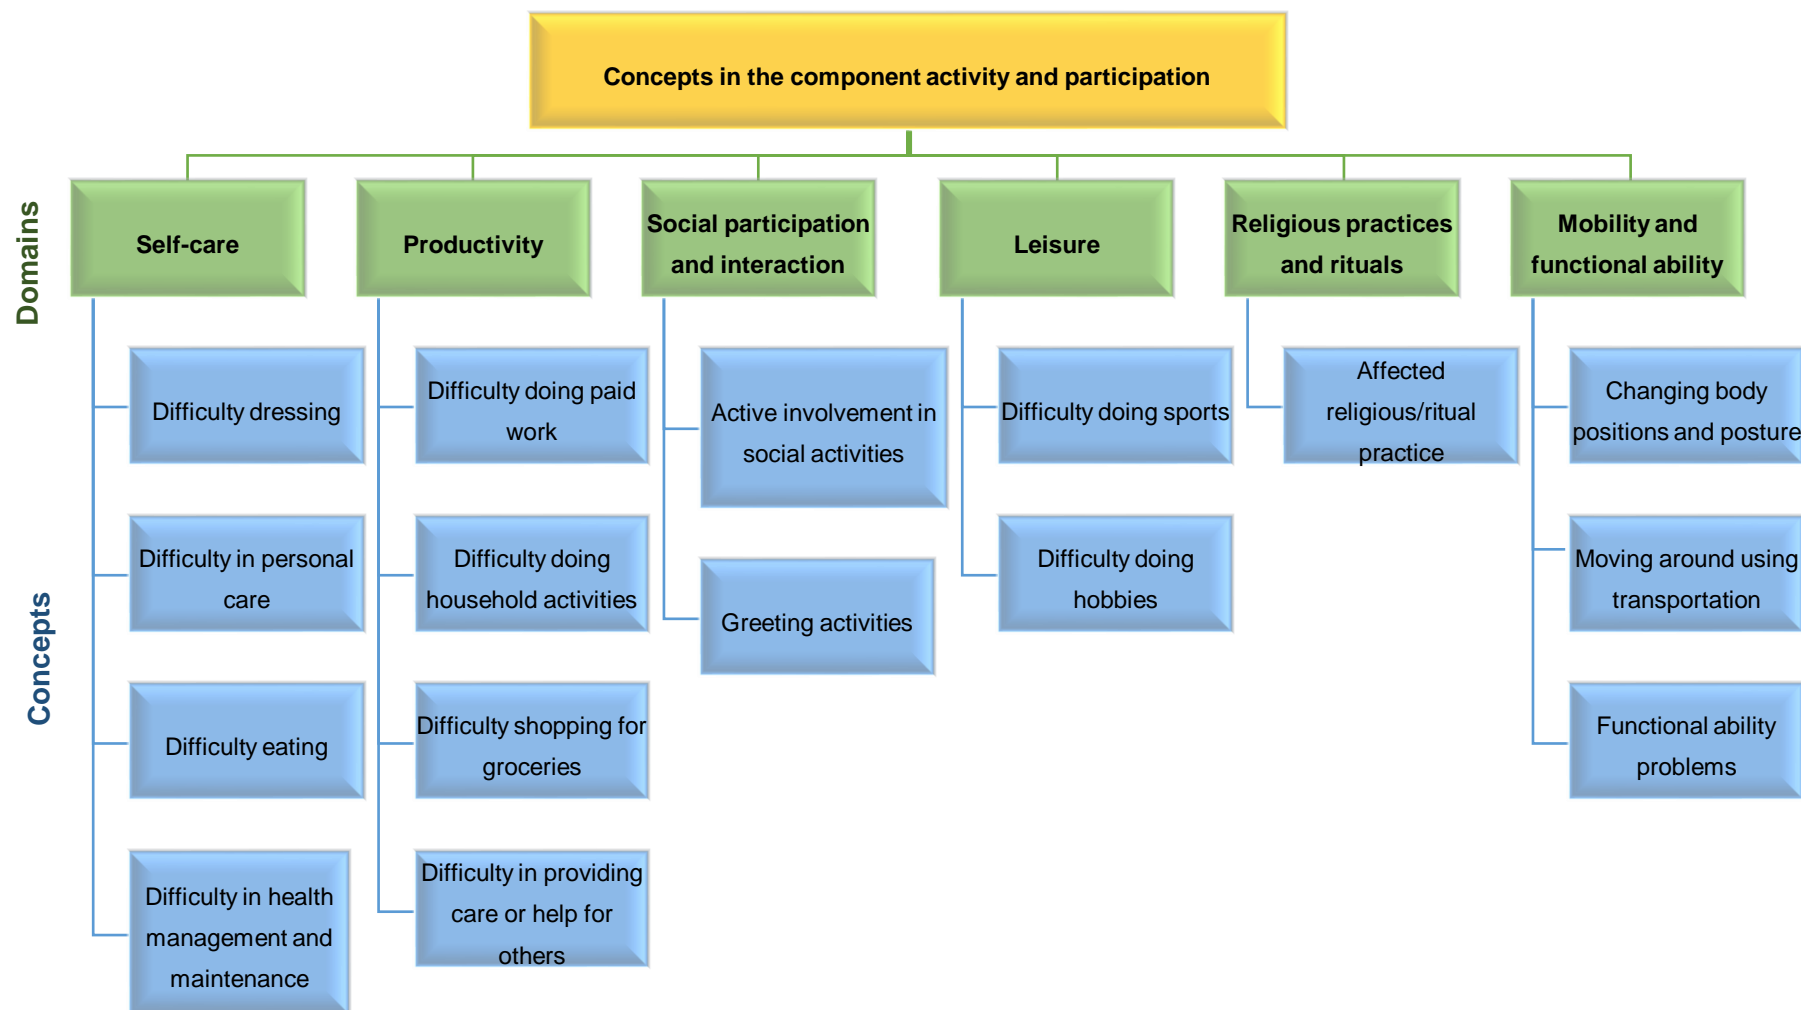 Concepts in the component activity and participation
Domains
Self-care
Productivity
Social participation
and interaction
Leisure
Religious practices
and rituals
Mobility and
functional ability
Concepts
Difficulty dressing
Difficulty in personal
care
Difficulty eating
Difficulty in health
management and
maintenance
Difficulty doing paid
work
Difficulty doing
household activities
Difficulty shopping for
groceries
Difficulty in providing
care or help for
others
Active involvement in
social activities
Greeting activities
Difficulty doing sports
Difficulty doing
hobbies
Affected
religious/ritual
practice
Changing body
positions and posture
Moving around using
transportation
Functional ability
problems